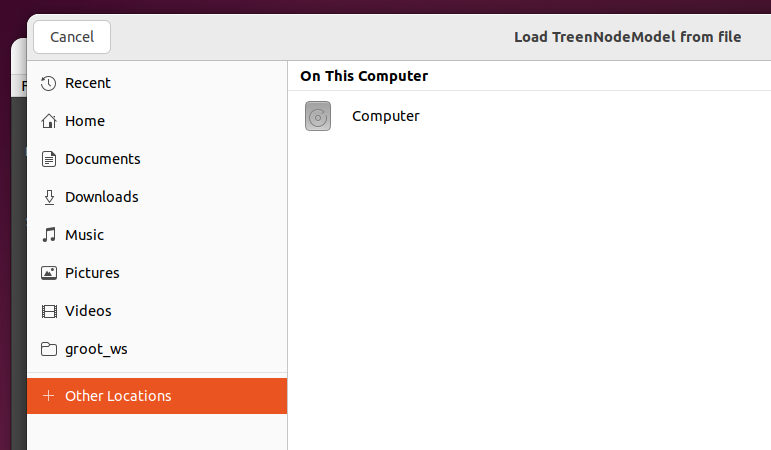 Cancel
Load TreenNodeModel from file
Recent
Home
Documents
Downloads
Music
Pictures
Videos
groot_ws
Other Locations
On This Computer
Computer